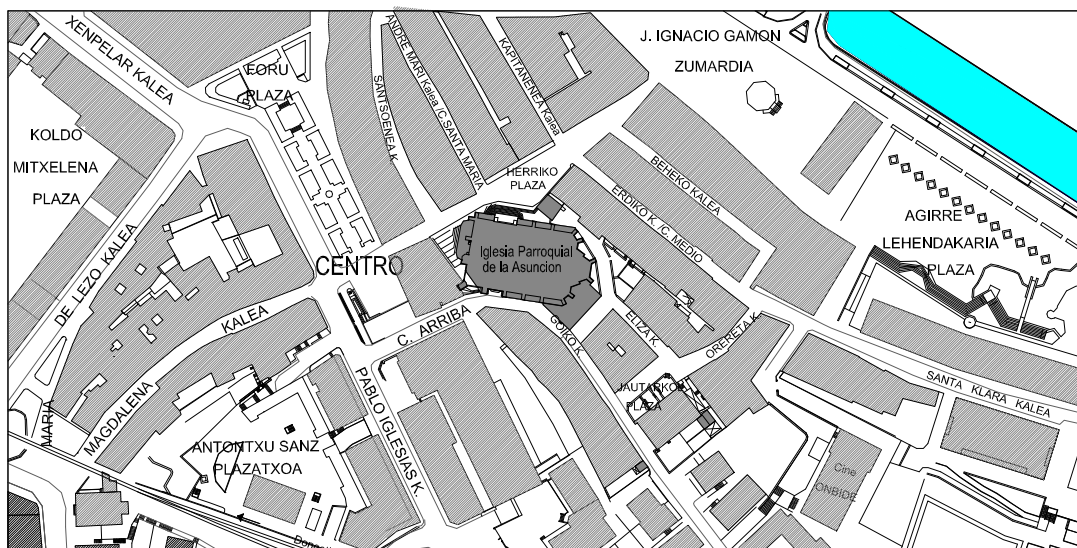 XENPELAR KALEA
FORU
PLAZA
SANTSOENEA K.
ANDRE MARI Kalea /C.SANTA MARIA
KAPITANENEA Kalea
J. IGNACIO GAMON
ZUMARDIA
KOLDO
MITXELENA
PLAZA
HERRIKO
PLAZA
BEHEKO KALEA
ERDIKO K. /C. MEDIO
AGIRRE
LEHENDAKARIA
PLAZA
DE LEZO KALEA
CENTRO
Iglesia Parroquial
de la Asuncion
MAGDALENA KALEA
C. ARRIBA
GOIKO K.
ELIZA K.
ORERETA K.
SANTA KLARA KALEA
MARIA
PABLO IGLESIAS K.
PLAZA
ANTONTXU SANZ
PLAZATXOA
Cine
ONBIDE